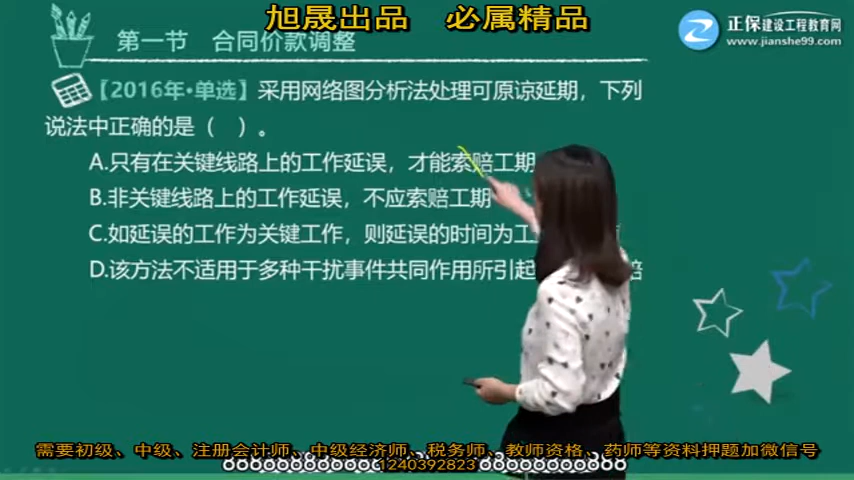 旭晟出品 必属精品
正保建设工程教育网
www.jianshe99.com
第一节 合同价款调整
【2016年·单选】采用网络图分析法处理可原谅延期，下列
说法中正确的是（ ）。
A.只有在关键线路上的工作延误，才能索赔工期
B.非关键线路上的工作延误，不应索赔工期
C.如延误的工作为关键工作，则延误的时间为工
D.该方法不适用于多种干扰事件共同作用所引起
需要初级、中级、注册会计师、中级经济师、税务师、教师资格、药师等资料押题加微信号
1240392823